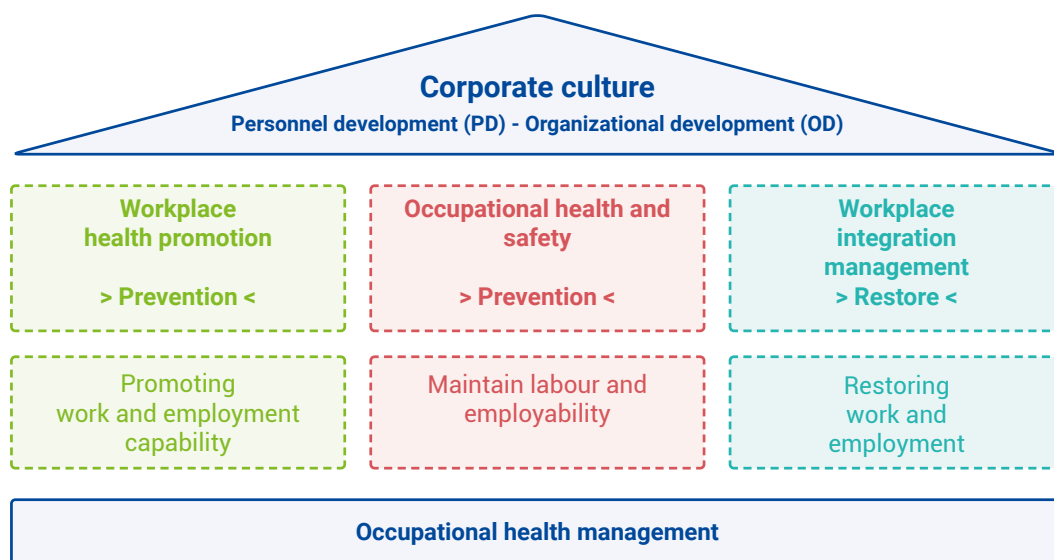 Corporate culture
Personnel development (PD) - Organizational development (OD)
Workplace
health promotion
> Prevention <
Occupational health and
safety
> Prevention <
Workplace
integration
management
> Restore <
Promoting
work and employment
capability
Maintain labour and
employability
Restoring
work and
employment
Occupational health management